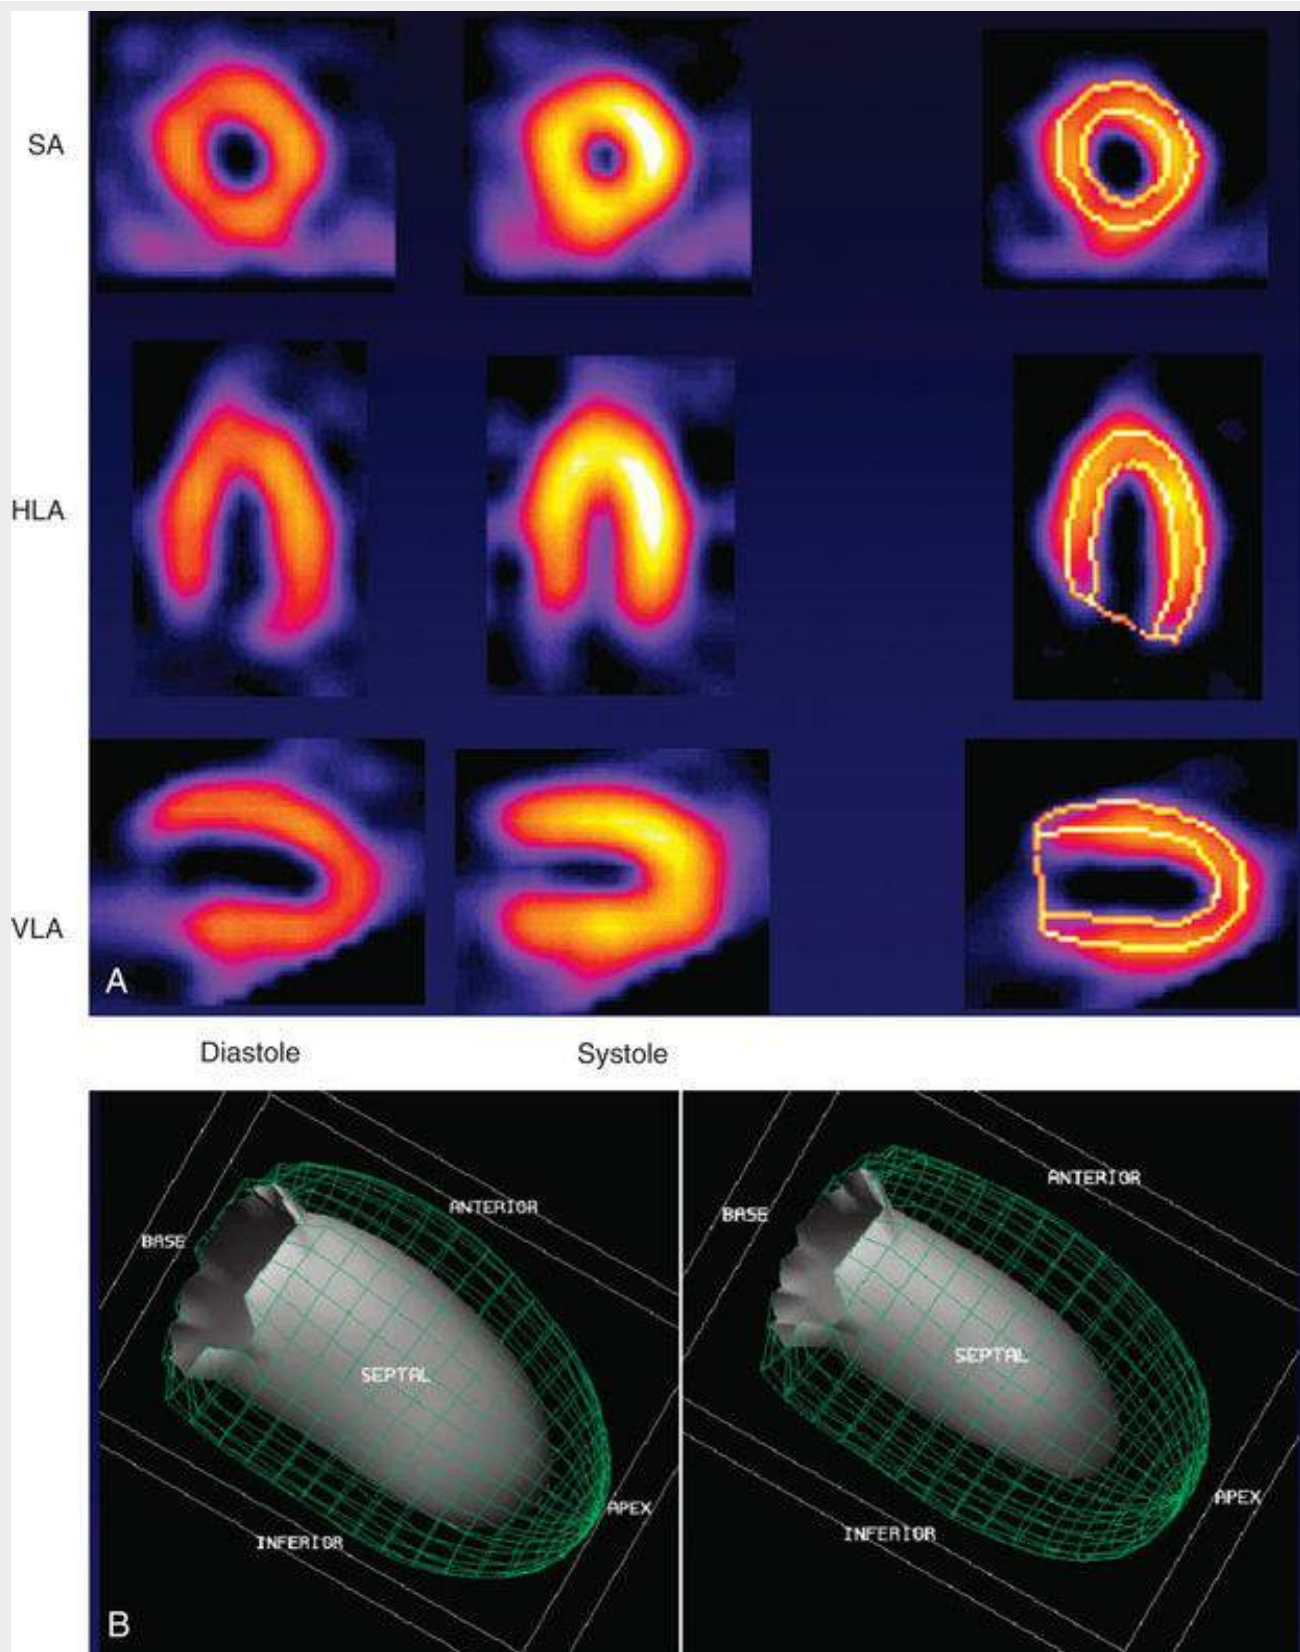 SA
HLA
VLA
A
Diastole
Systole
BASE
ANTERIOR
SEPTAL
APEX
INFERIOR
BASE
ANTERIOR
SEPTAL
APEX
INFERIOR
B